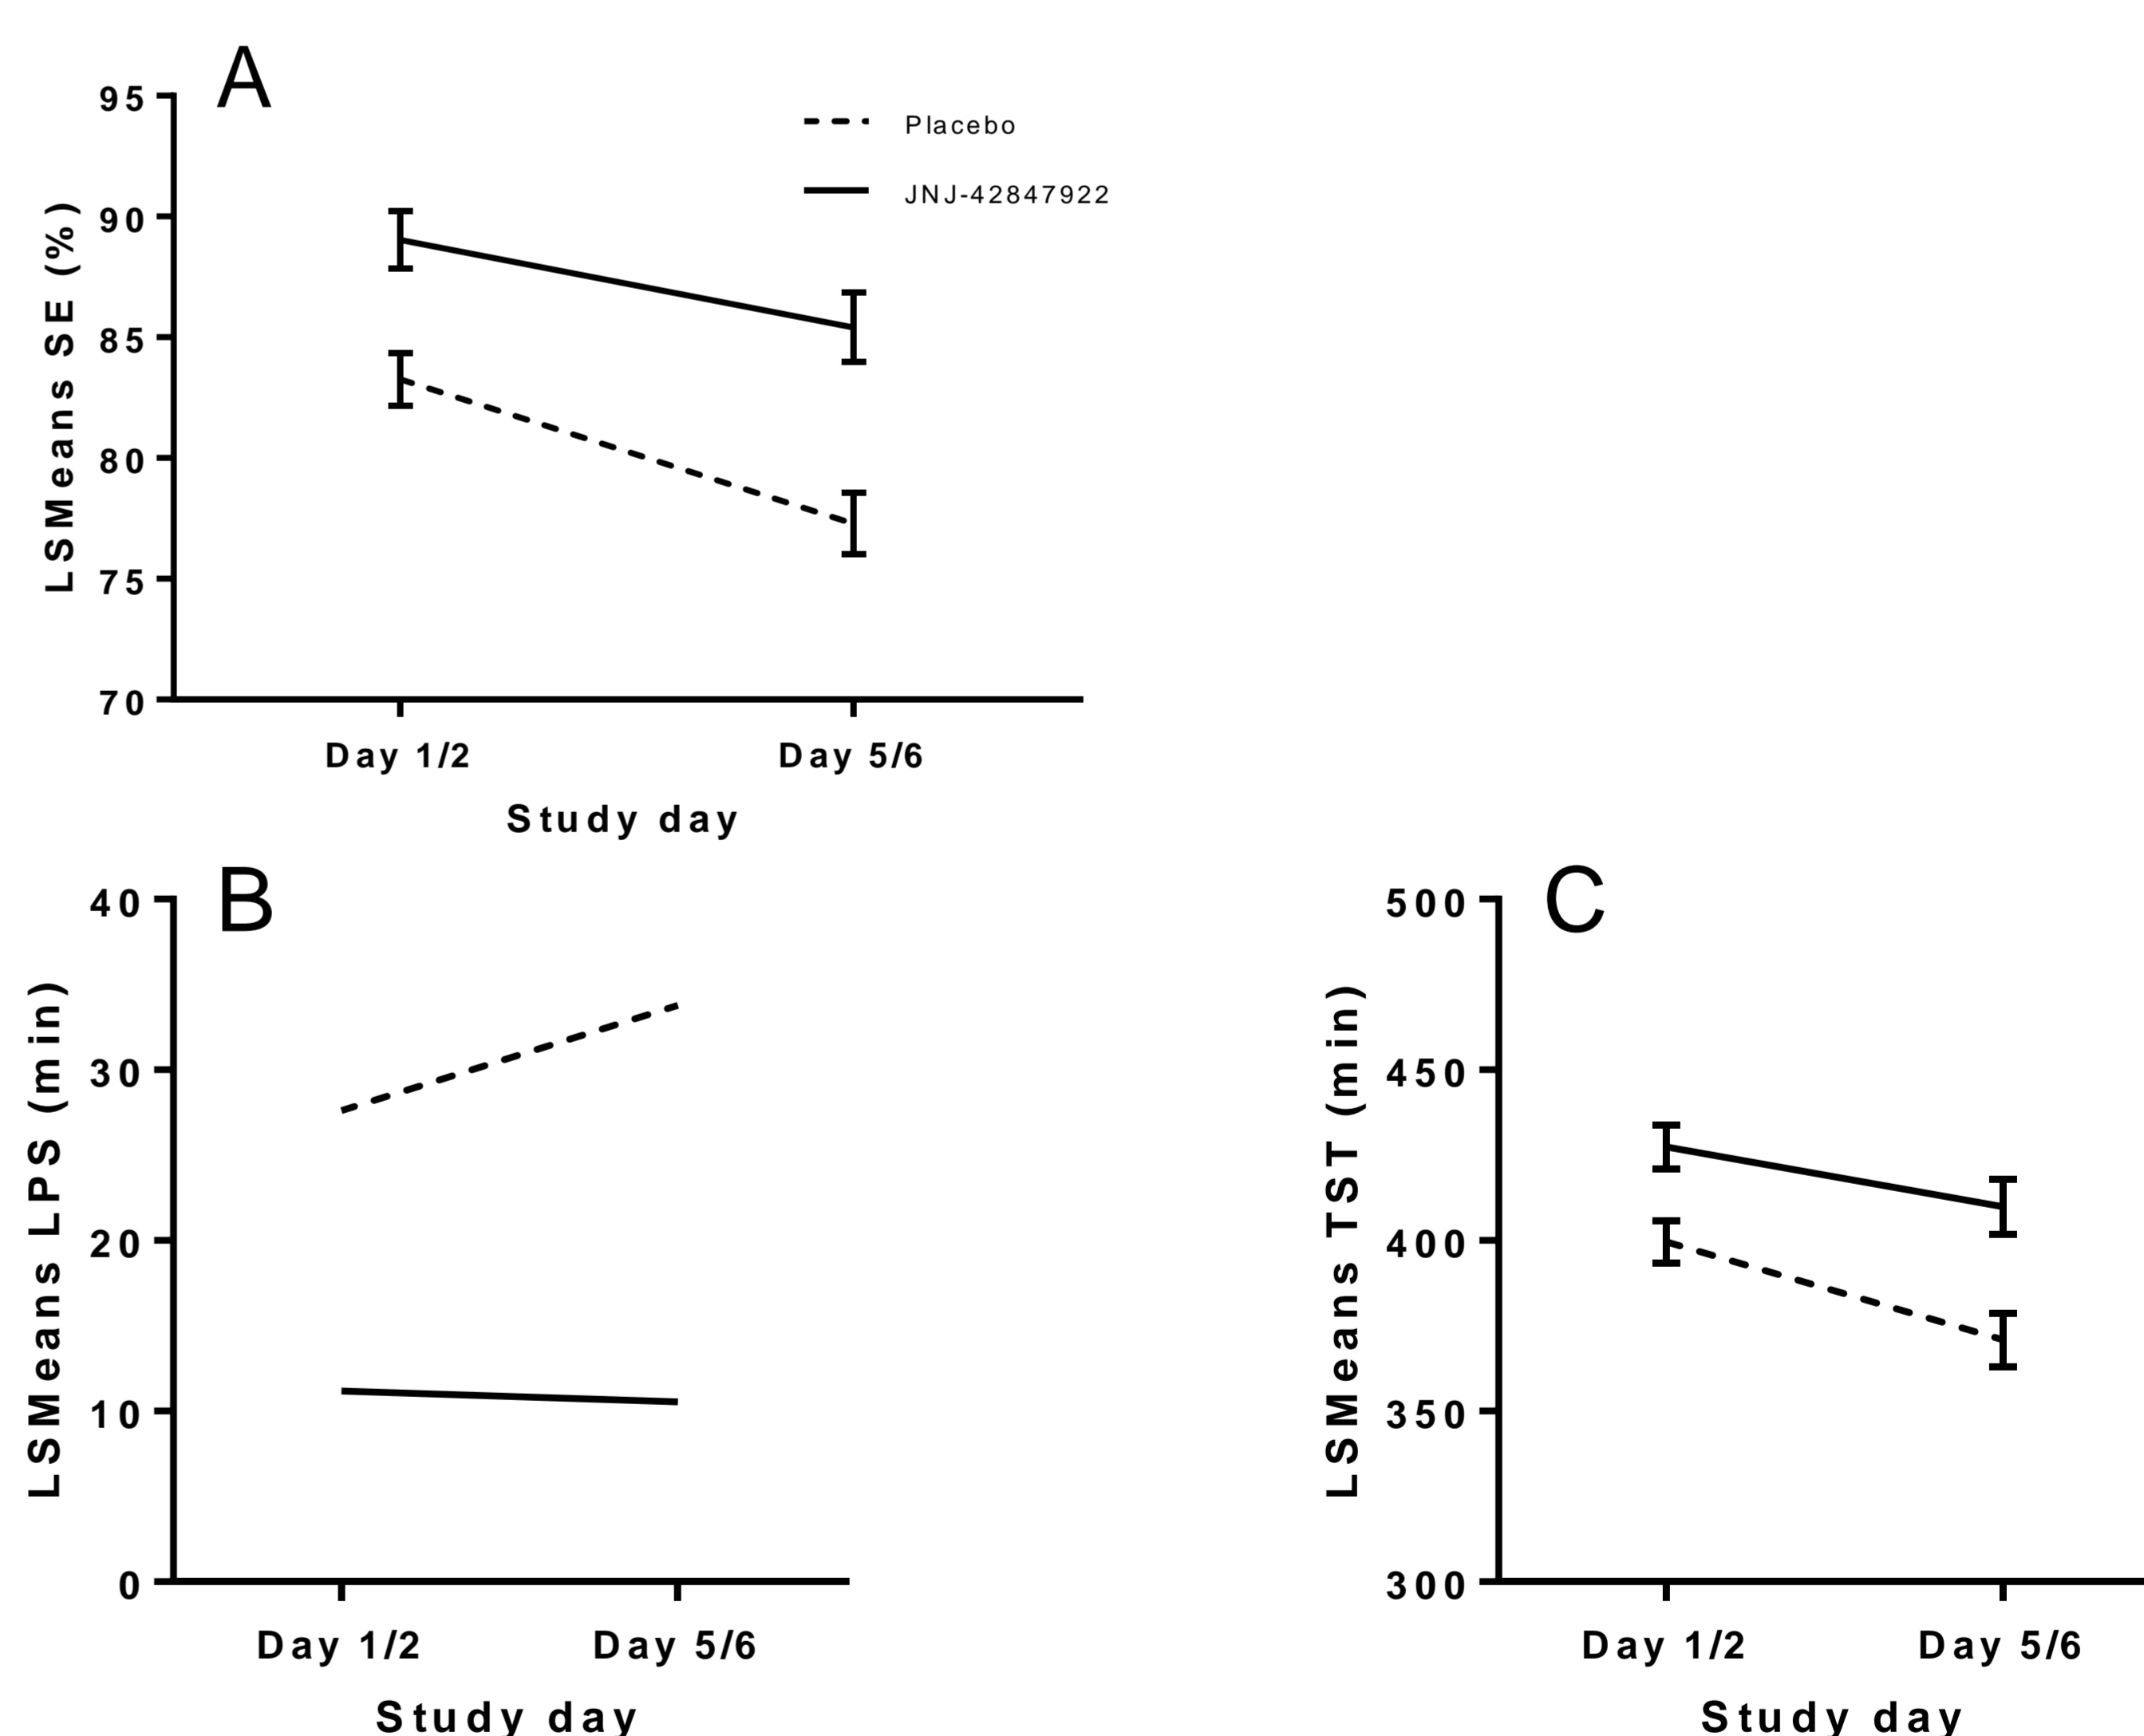 A
95
90
85
80
75
70
LSMeans SE (%)
Placebo
JNJ-42847922
Day 1/2 Day 5/6
Study day
B
40
30
20
10
0
LSMeans LPS (min)
Day 1/2 Day 5/6
Study day
C
500
450
400
350
300
LSMeans TST (min)
Day 1/2 Day 5/6
Study day